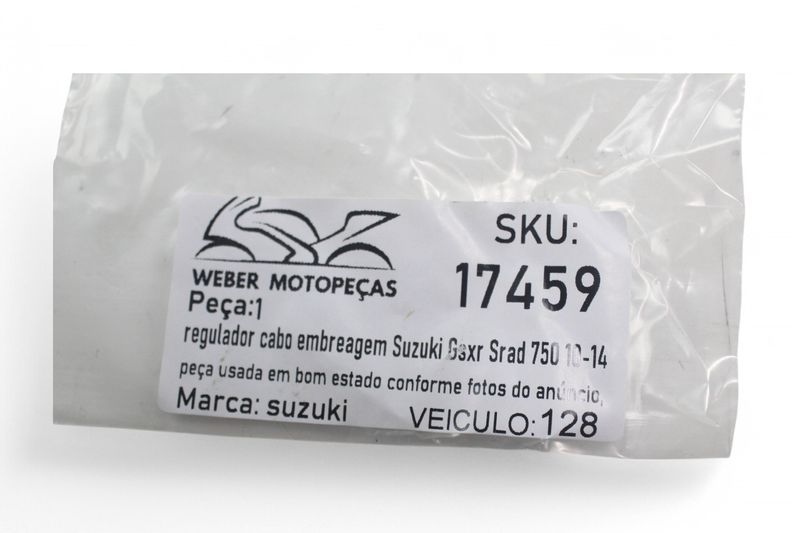 WEBER MOTOPEÇAS
SKU:
17459
Peça:1
regulador cabo embreagem Suzuki Gsxr Srad 750 10-14
peça usada em bom estado conforme fotos do anúncio,
Marca: suzuki
VEICULO:128